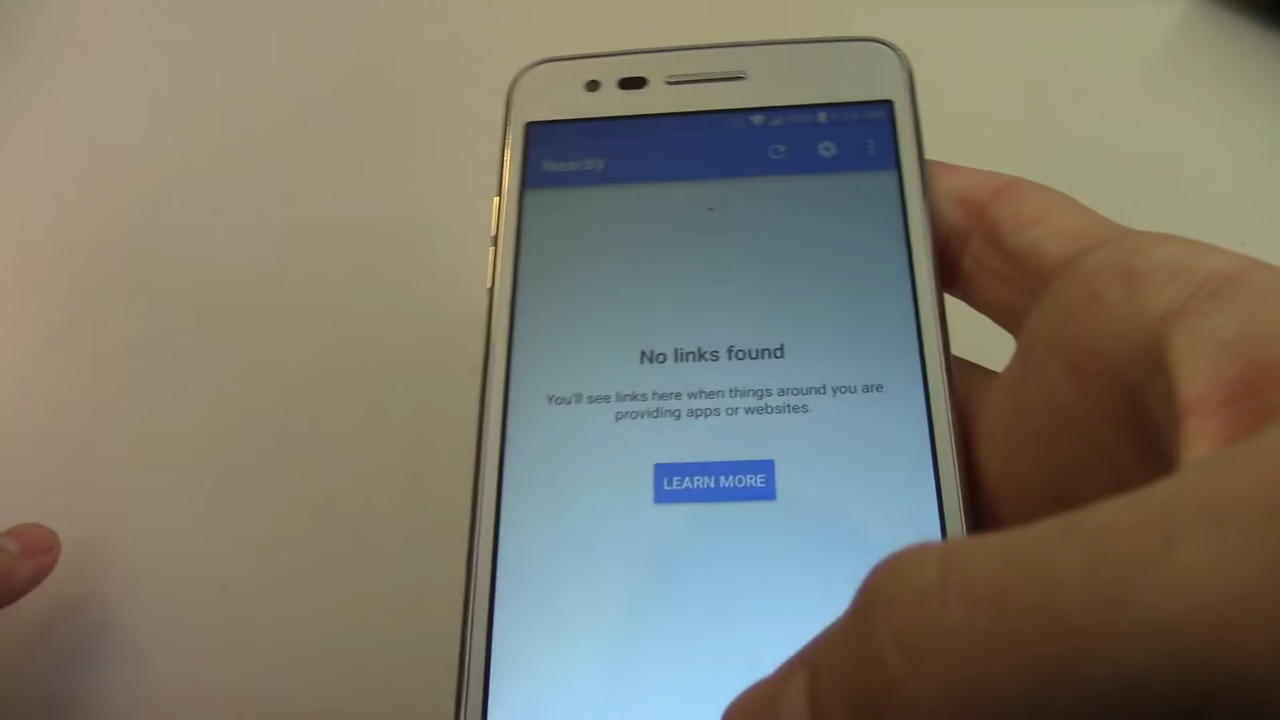 Nearby
No links found
You'll see links here when things around you are
providing apps or websites.
LEARN MORE